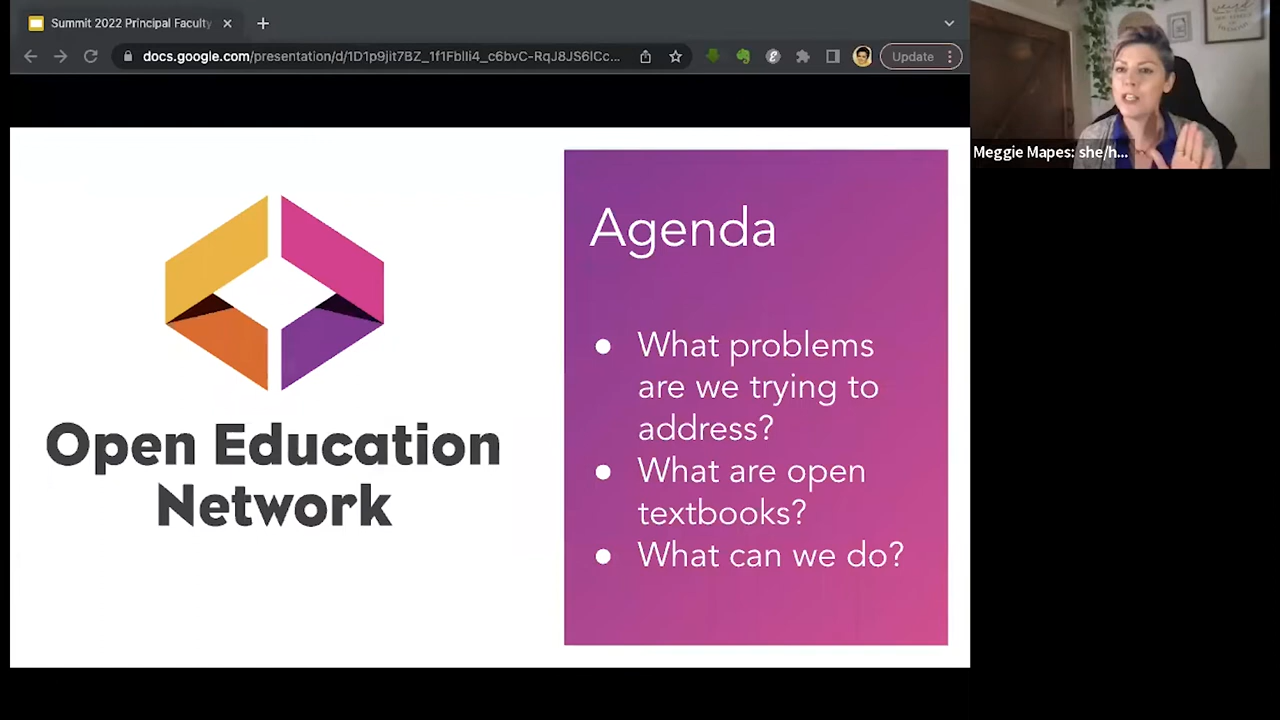 Summit 2022 Principal Faculty
docs.google.com/presentation/d/1D1p9jit7BZ_1f1Fblli4_c6bvC-RqJ8JS6lCc...
Update
Meggie Mapes: she/h...
Open Education
Network
Agenda
● What problems
are we trying to
address?
● What are open
textbooks?
● What can we do?